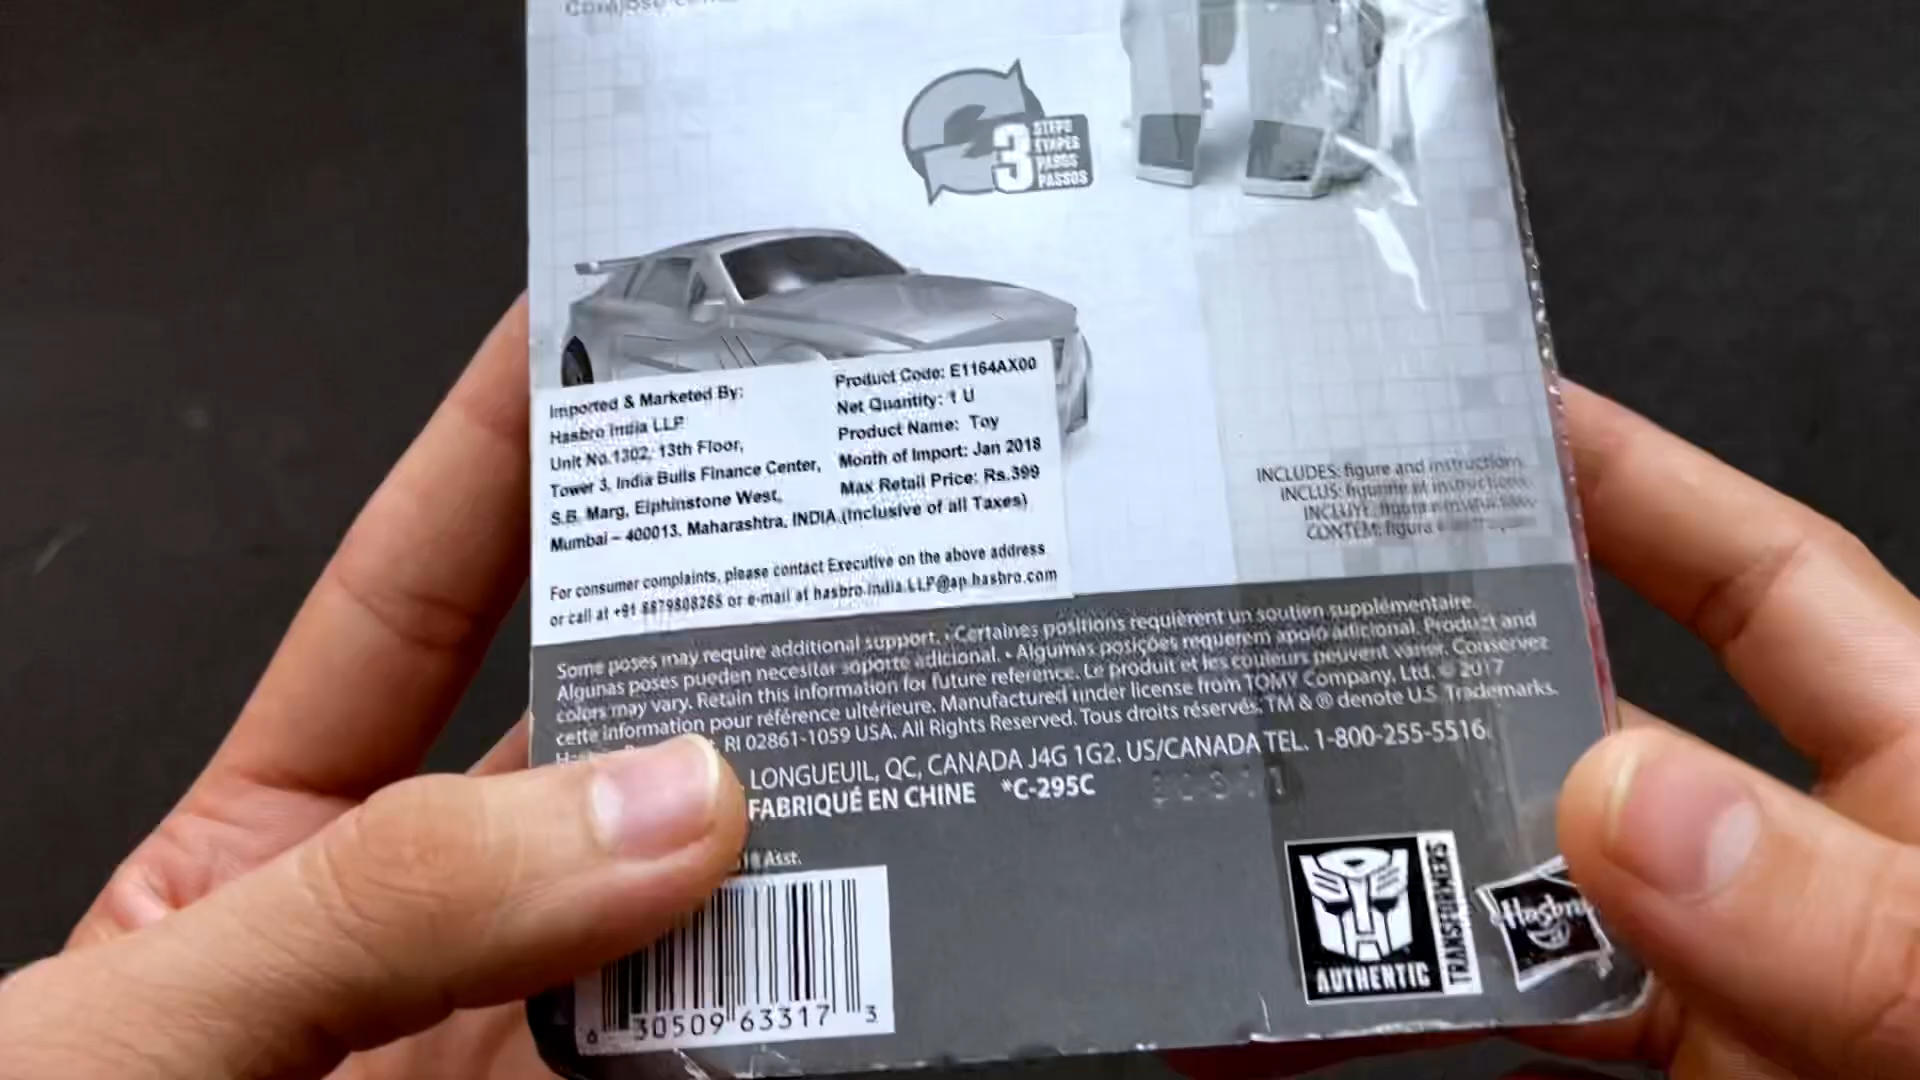 3 STEPS
ÉTAPES
PASOS
PASSOS
Imported & Marketed By:
Hasbro India LLP
Unit No.1302, 13th Floor,
Tower 3, India Bulls Finance Center,
S.B. Marg, Elphinstone West,
Mumbai – 400013, Maharashtra, INDIA
Product Code: E1164AX00
Net Quantity: 1 U
Product Name: Toy
Month of Import: Jan 2018
Max Retail Price: Rs.399
(Inclusive of all Taxes)
For consumer complaints, please contact Executive on the above address
or call at +91 or e-mail at hasbro.india.LLP@ap.hasbro.com
INCLUDES: figure and instructions.
INCLUS: figurine et instructions.
INCLUYE:
CONTÉM: figura
Some poses may require additional support. • Certaines positions requièrent un soutien supplémentaire.
Algunas poses pueden necesitar soporte adicional. • Algumas posições requerem apoio adicional. Product and
colors may vary. Retain this information for future reference. Le produit et les couleurs peuvent varier. Conservez
cette information pour référence ultérieure. Manufactured under license from TOMY Company, Ltd. © 2017
RI 02861-1059 USA. All Rights Reserved. Tous droits réservés. TM & ® denote U.S. Trademarks.
LONGUEUIL, QC, CANADA J4G 1G2. US/CANADA TEL. 1-800-255-5516.
FABRIQUÉ EN CHINE *C-295C
Asst.
6 30509 63317 3
AUTHENTIC
TRANSFORMERS
Hasbro